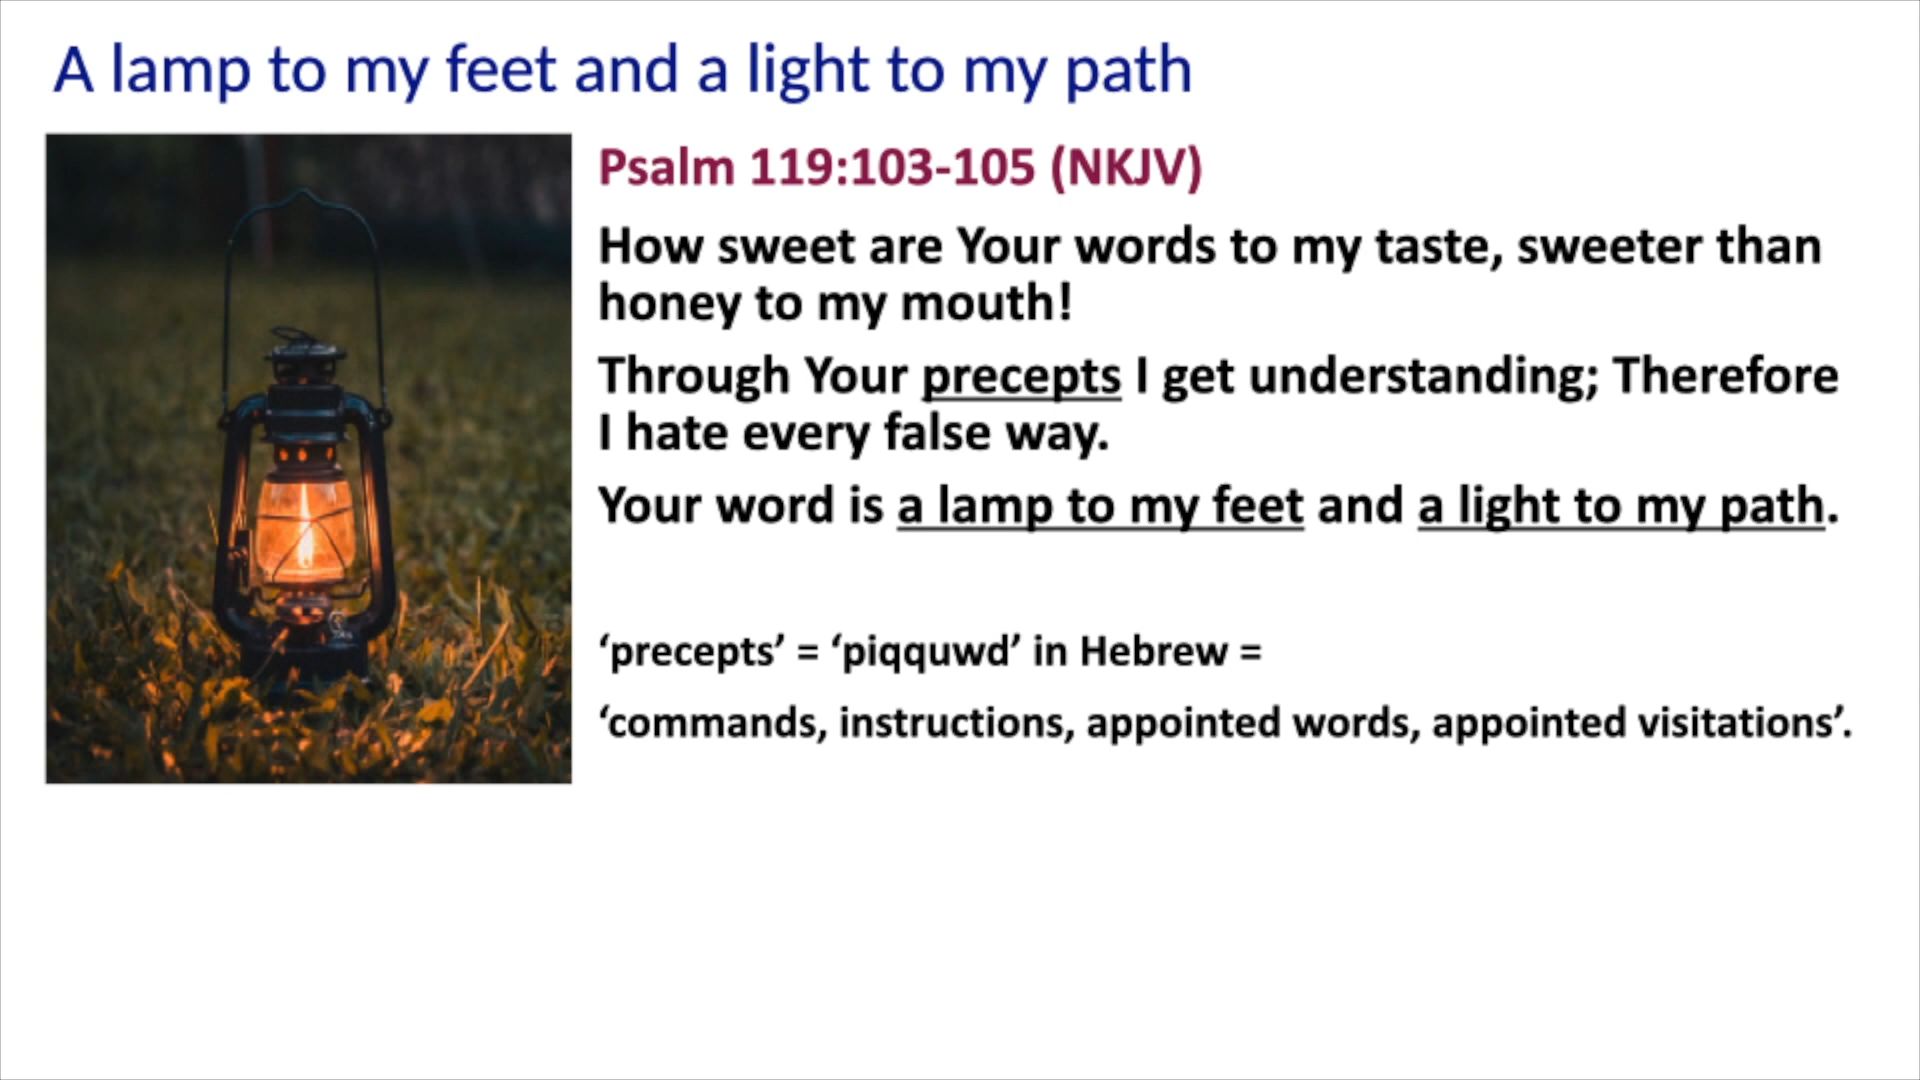 A lamp to my feet and a light to my path
Psalm 119:103-105 (NKJV)
How sweet are Your words to my taste, sweeter than
honey to my mouth!
Through Your precepts I get understanding; Therefore
I hate every false way.
Your word is a lamp to my feet and a light to my path.
‘precepts’ = ‘piqquwd’ in Hebrew =
‘commands, instructions, appointed words, appointed visitations’.